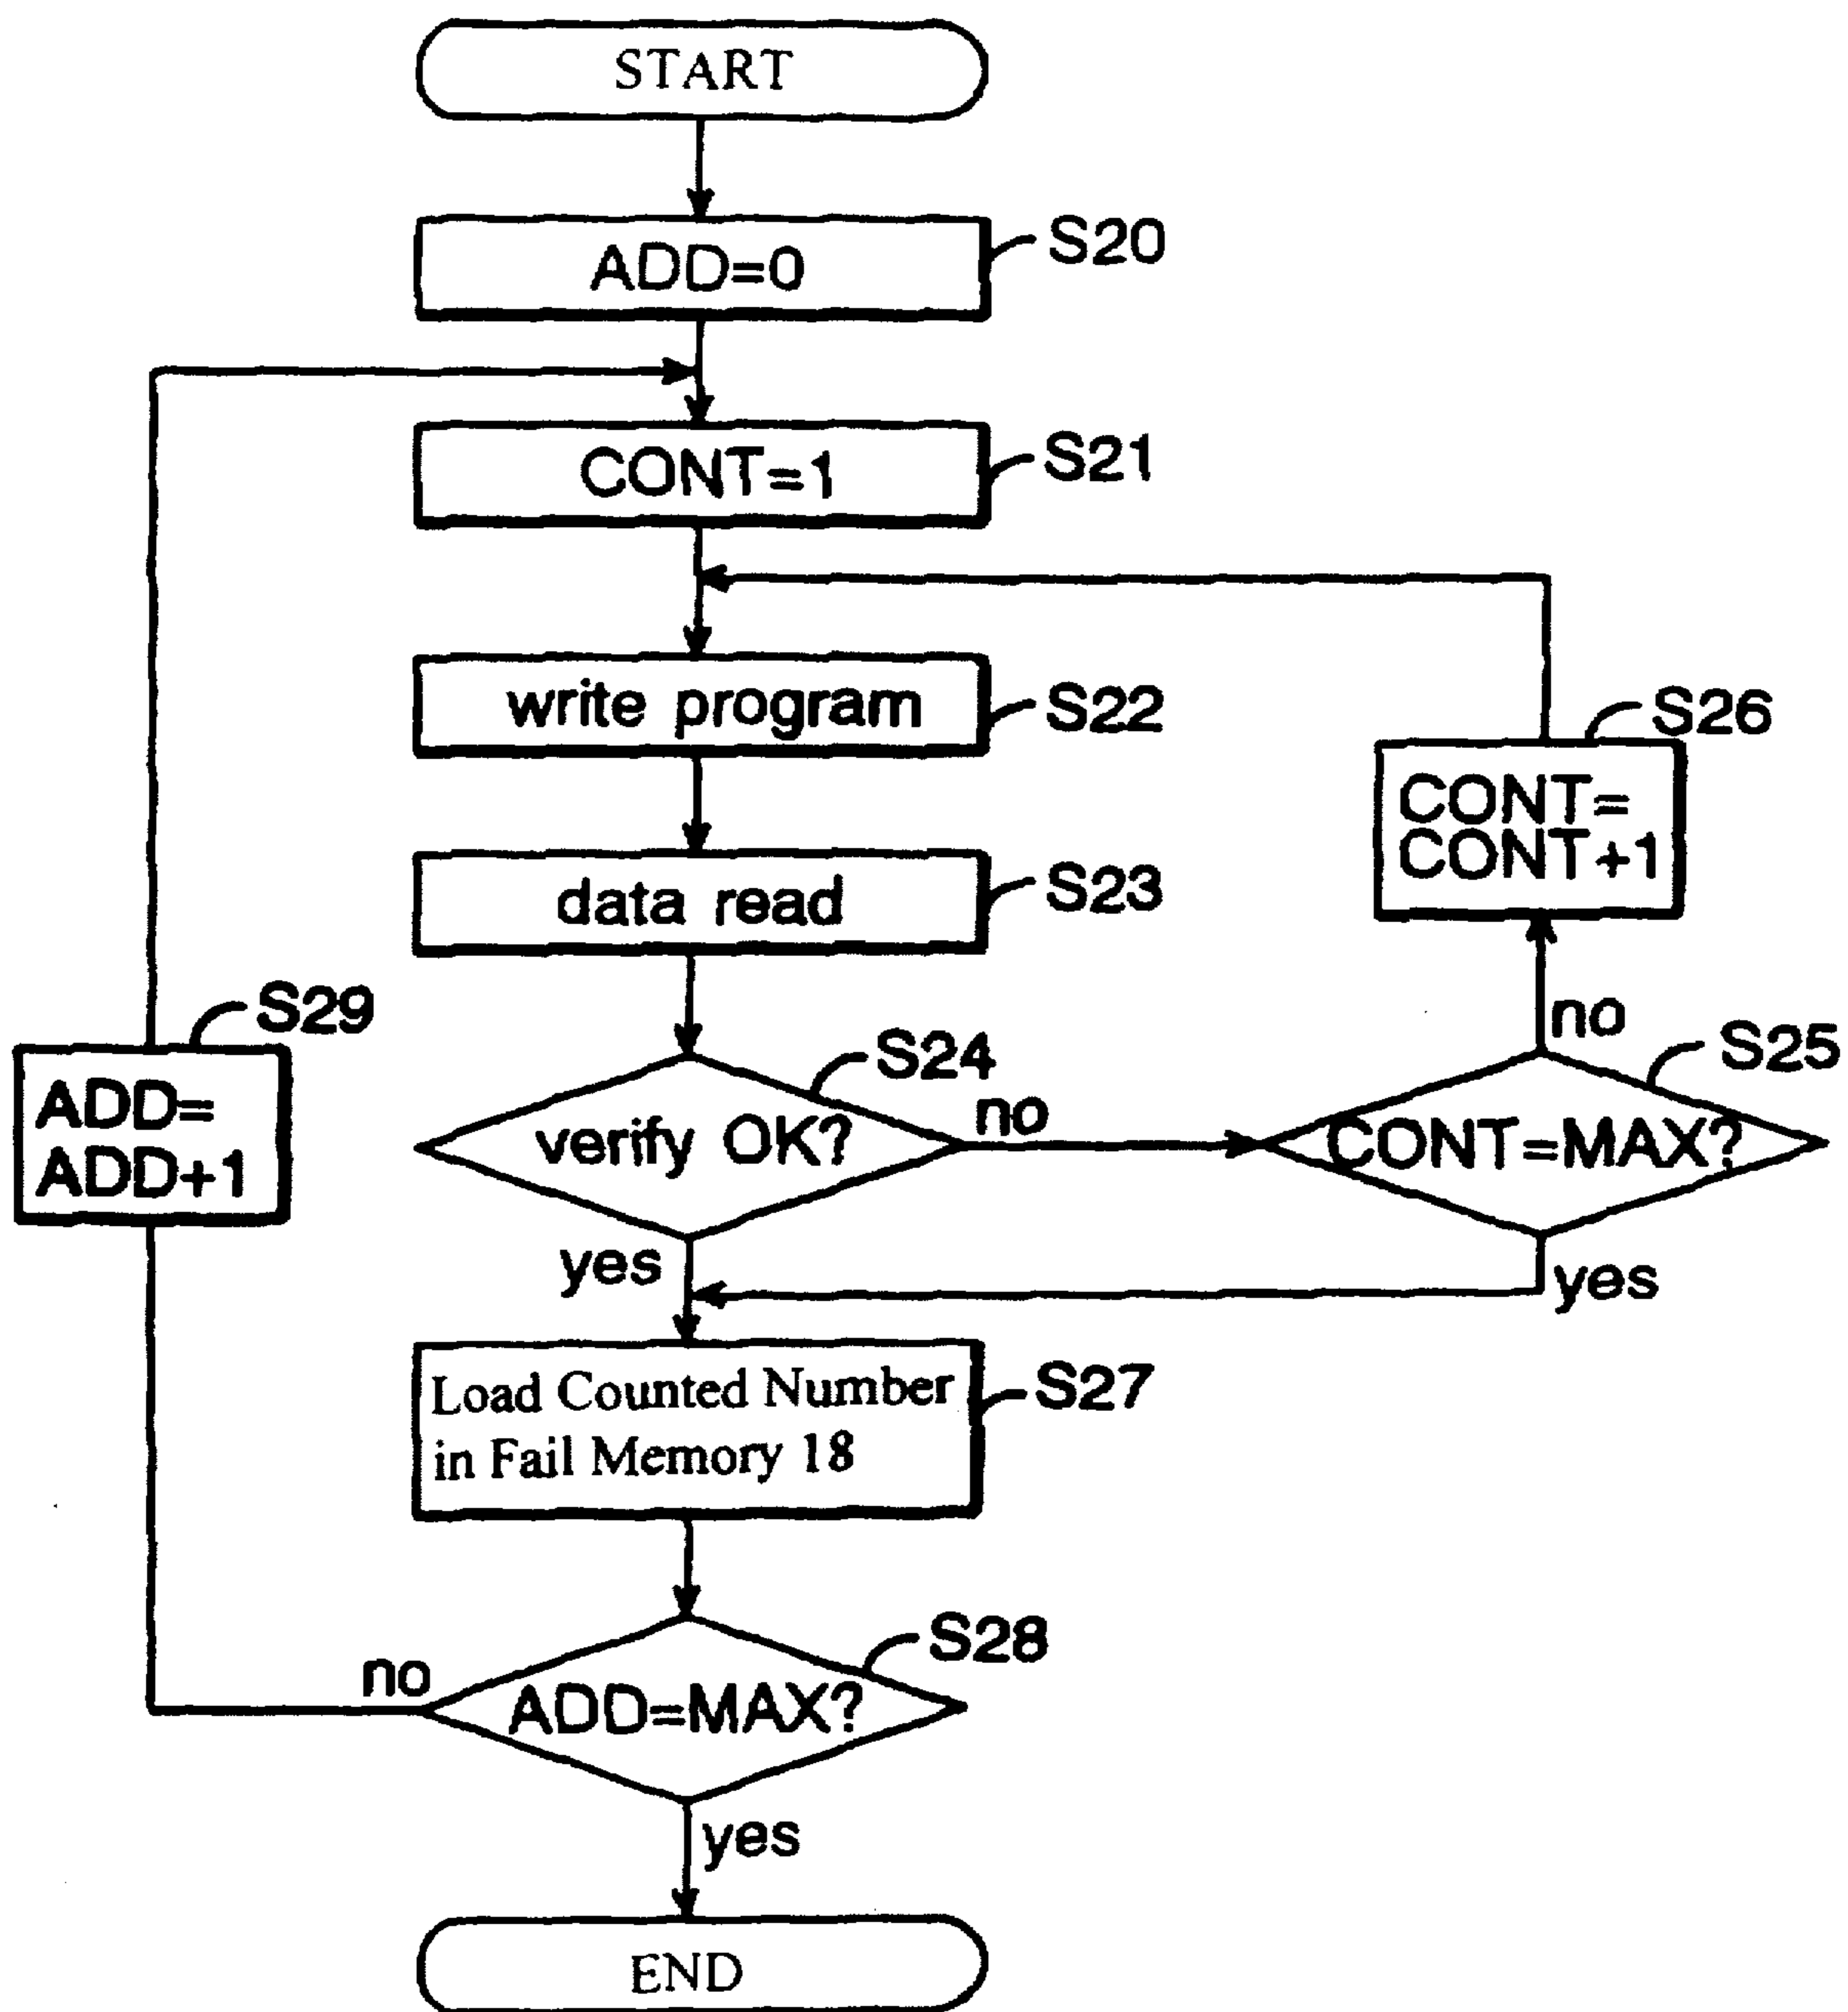 START
ADD=0
S20
CONT=1
S21
write program
S22
S26
CONT=
CONT+1
data read
S23
S29
ADD=
ADD+1
S24
verify OK?
no
no
S25
CONT=MAX?
yes
yes
Load Counted Number
in Fail Memory 18
S27
S28
no
ADD=MAX?
yes
END